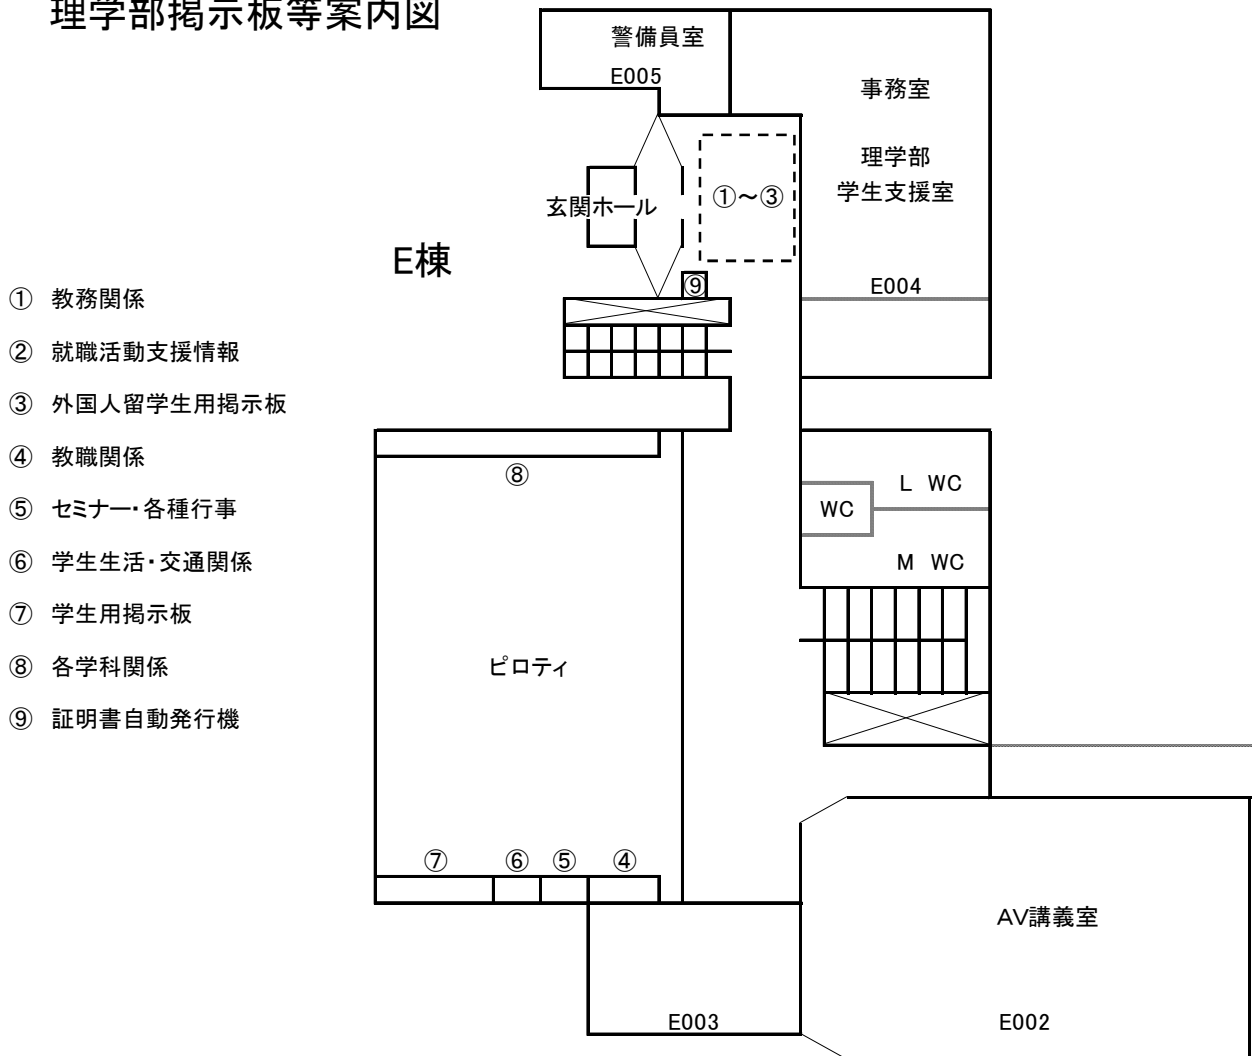 理学部掲示板等案内図
警備員室
E005
事務室
理学部
学生支援室
E004
玄関ホール
①～③
E棟
⑨
① 教務関係
② 就職活動支援情報
③ 外国人留学生用掲示板
④ 教職関係
⑤ セミナー・各種行事
⑥ 学生生活・交通関係
⑦ 学生用掲示板
⑧ 各学科関係
⑨ 証明書自動発行機
⑧
L WC
WC
M WC
ピロティ
⑦ ⑥ ⑤ ④
AV講義室
E003
E002